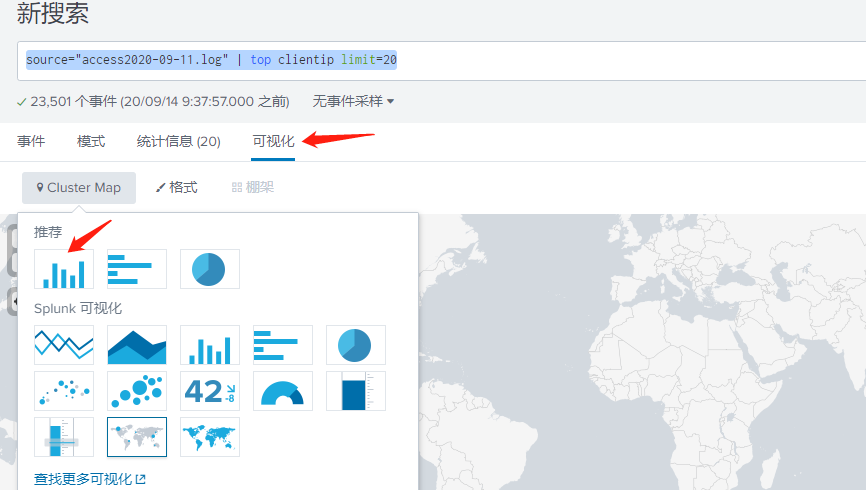 新搜索
source="access2020-09-11.log" | top clientip limit=20
23,501 个事件 (20/09/14 9:37:57.000 之前) 无事件采样
事件 模式 统计信息 (20) 可视化
Cluster Map 格式 棚架
推荐
Splunk 可视化
42 -8
查找更多可视化